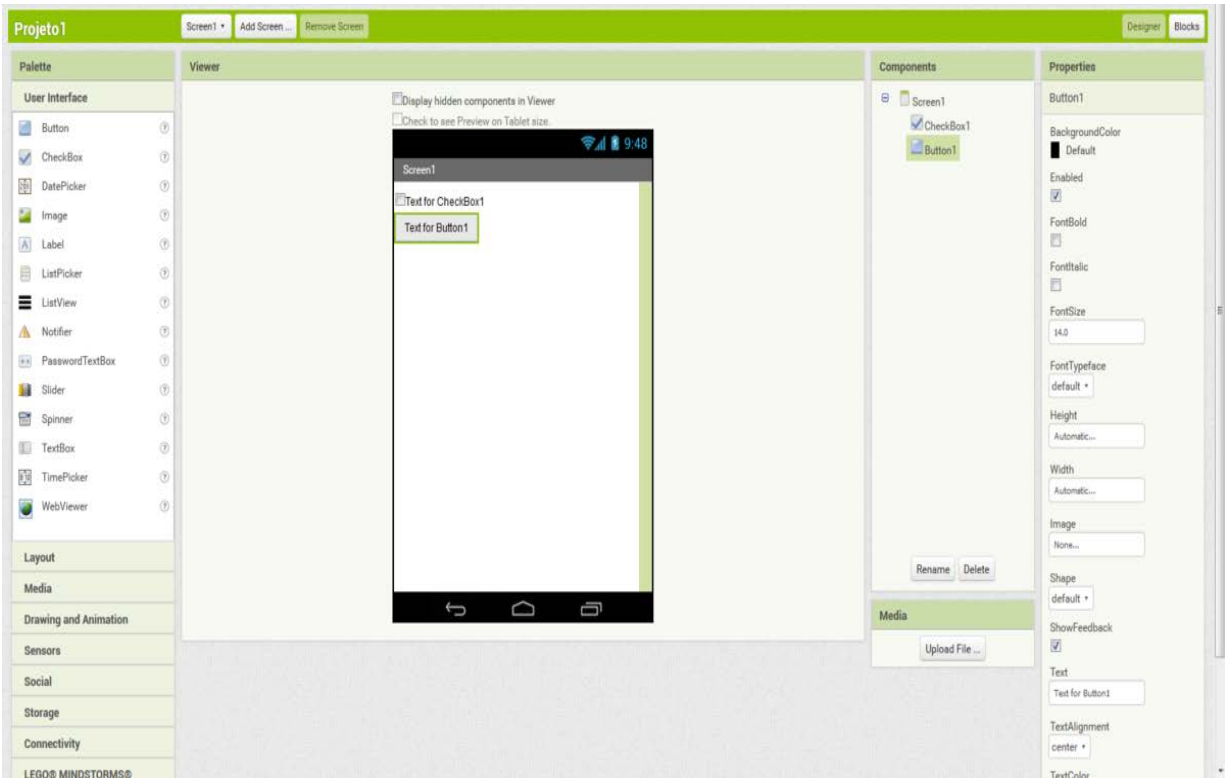 Projeto1
Screen1
Add Screen ...
Remove Screen
Designer
Blocks
Palette
User Interface
Button
CheckBox
DatePicker
Image
Label
ListPicker
ListView
Notifier
PasswordTextBox
Slider
Spinner
TextBox
TimePicker
WebViewer
Layout
Media
Drawing and Animation
Sensors
Social
Storage
Connectivity
LEGO® MINDSTORMS®
Viewer
Display hidden components in Viewer
Check to see Preview on Tablet size.
9:48
Screen1
Text for CheckBox1
Text for Button1
Components
Screen1
CheckBox1
Button1
Rename
Delete
Media
Upload File ...
Properties
Button1
BackgroundColor
Default
Enabled
FontBold
FontItalic
FontSize
14.0
FontTypeface
default
Height
Automatic...
Width
Automatic...
Image
None...
Shape
default
ShowFeedback
Text
Text for Button1
TextAlignment
center
TextColor